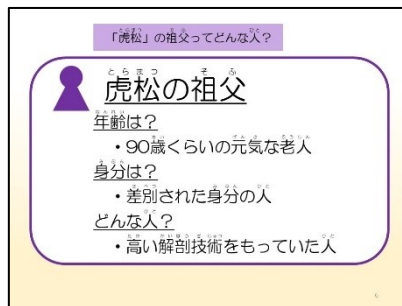 「虎松」の祖父ってどんな人？
虎松の祖父
年齢は？
・90歳くらいの元気な老人
身分は？
・差別された身分の人
どんな人？
・高い解剖技術をもっていた人